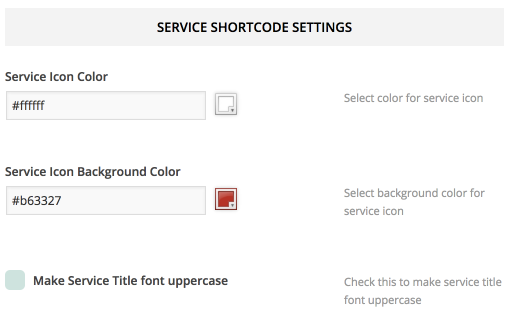 SERVICE SHORTCODE SETTINGS
Service Icon Color
#ffffff
Select color for service icon
Service Icon Background Color
#b63327
Select background color for
service icon
Make Service Title font uppercase
Check this to make service title
font uppercase